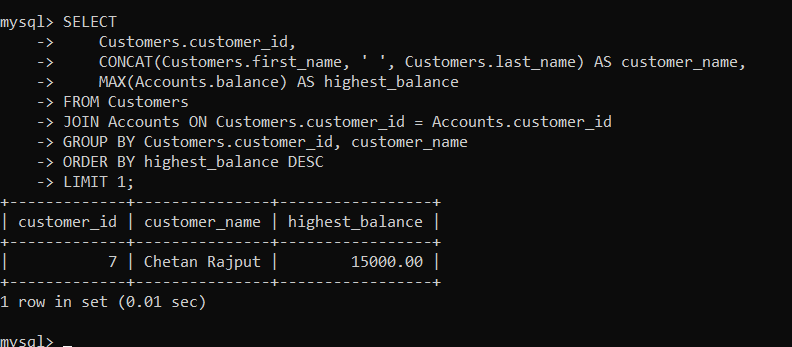 mysql> SELECT
    ->     Customers.customer_id,
    ->     CONCAT(Customers.first_name, ' ', Customers.last_name) AS customer_name,
    ->     MAX(Accounts.balance) AS highest_balance
    -> FROM Customers
    -> JOIN Accounts ON Customers.customer_id = Accounts.customer_id
    -> GROUP BY Customers.customer_id, customer_name
    -> ORDER BY highest_balance DESC
    -> LIMIT 1;
+-------------+---------------+-----------------+
| customer_id | customer_name | highest_balance |
+-------------+---------------+-----------------+
|           7 | Chetan Rajput |        15000.00 |
+-------------+---------------+-----------------+
1 row in set (0.01 sec)
mysql> _